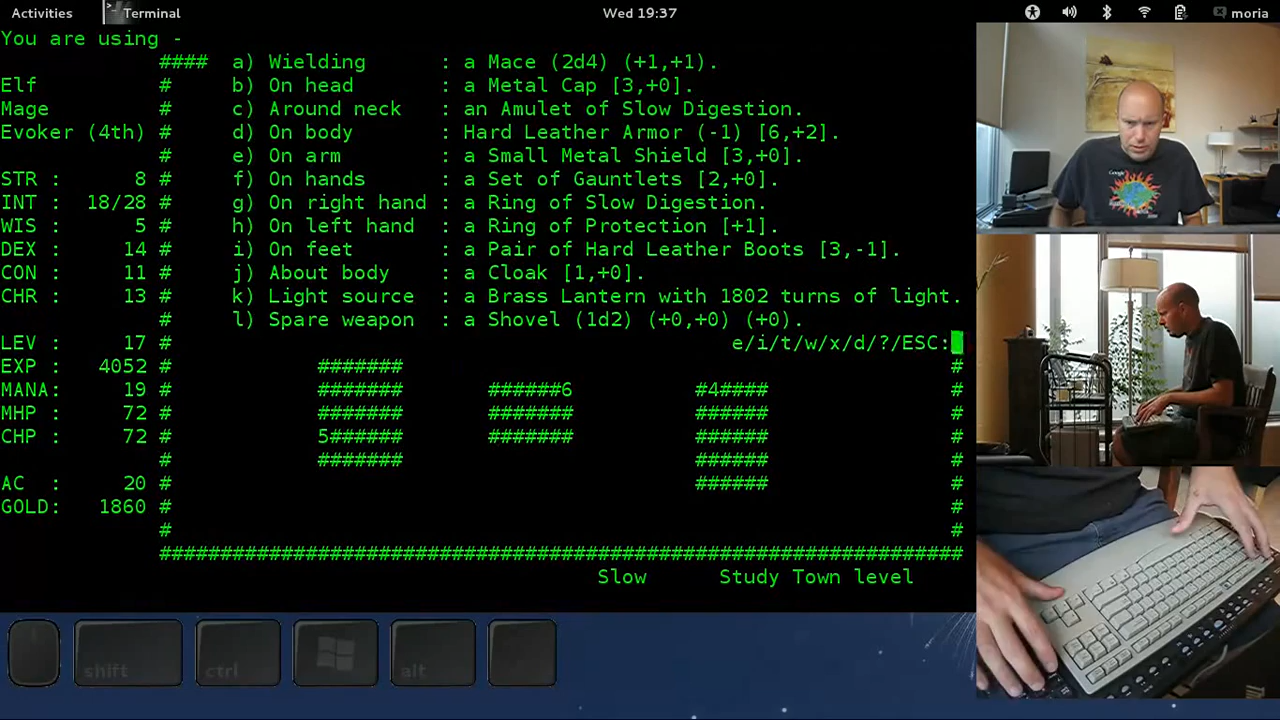 Activities Terminal Wed 19:37 moria
You are using -
#### a) Wielding : a Mace (2d4) (+1,+1).
Elf # b) On head : a Metal Cap [3,+0].
Mage # c) Around neck : an Amulet of Slow Digestion.
Evoker (4th) # d) On body : Hard Leather Armor (-1) [6,+2].
# e) On arm : a Small Metal Shield [3,+0].
STR : 8 # f) On hands : a Set of Gauntlets [2,+0].
INT : 18/28 # g) On right hand : a Ring of Slow Digestion.
WIS : 5 # h) On left hand : a Ring of Protection [+1].
DEX : 14 # i) On feet : a Pair of Hard Leather Boots [3,-1].
CON : 11 # j) About body : a Cloak [1,+0].
CHR : 13 # k) Light source : a Brass Lantern with 1802 turns of light.
# l) Spare weapon : a Shovel (1d2) (+0,+0) (+0).
LEV : 17 # e/i/t/w/x/d/?/ESC:
EXP : 4052 # ####### #
MANA: 19 # ####### ######6 #4#### #
MHP : 72 # ####### ####### ###### #
CHP : 72 # 5###### ####### ###### #
# ####### ###### #
AC : 20 # ###### #
GOLD: 1860 # #
# #
##################################################################
Slow Study Town level
shift ctrl alt
Google